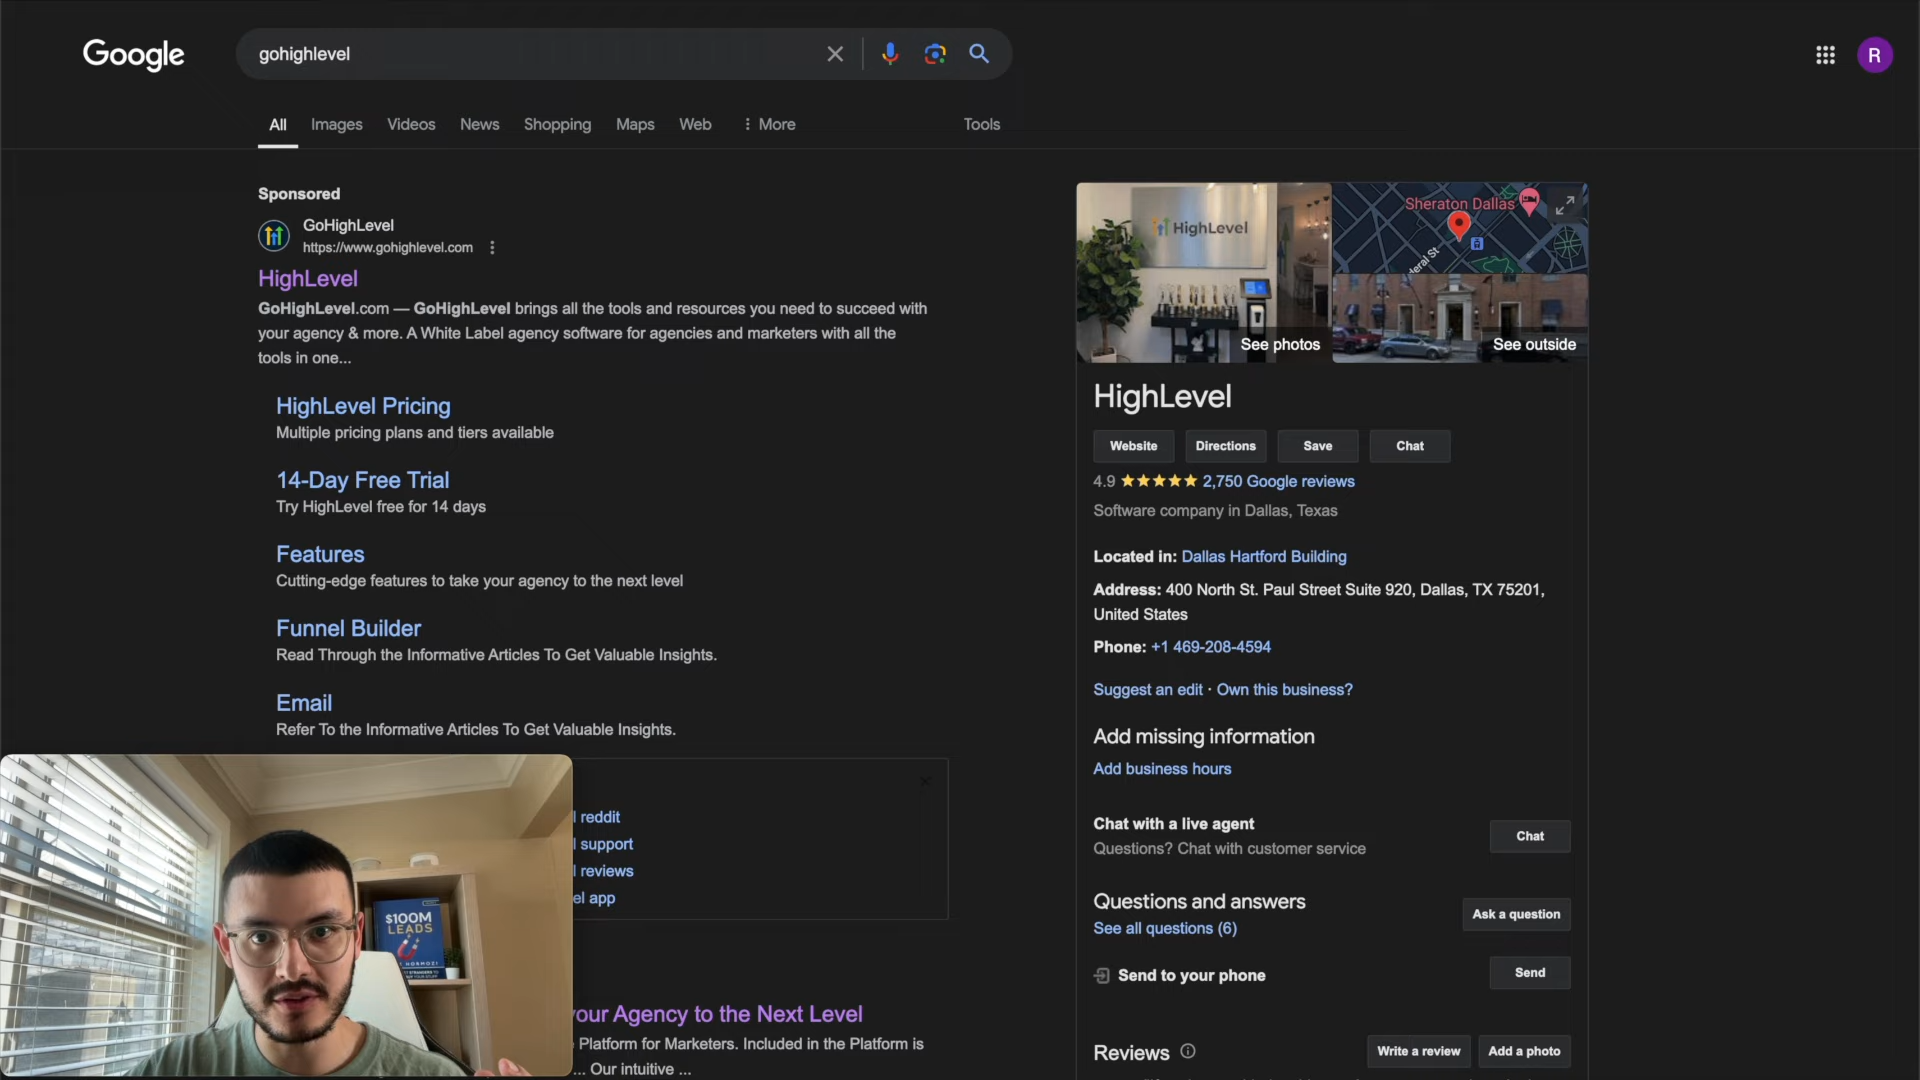 Google
gohighlevel
R
All
Images
Videos
News
Shopping
Maps
Web
More
Tools
Sponsored
GoHighLevel
https://www.gohighlevel.com
HighLevel
GoHighLevel.com — GoHighLevel brings all the tools and resources you need to succeed with
your agency & more. A White Label agency software for agencies and marketers with all the
tools in one...
HighLevel Pricing
Multiple pricing plans and tiers available
14-Day Free Trial
Try HighLevel free for 14 days
Features
Cutting-edge features to take your agency to the next level
Funnel Builder
Read Through the Informative Articles To Get Valuable Insights.
Email
Refer To the Informative Articles To Get Valuable Insights.
l reddit
l support
l reviews
el app
your Agency to the Next Level
Platform for Marketers. Included in the Platform is
... Our intuitive ...
$100M
LEADS
HORMOZI
HighLevel
See photos
Sheraton Dallas
deral St
See outside
HighLevel
Website
Directions
Save
Chat
4.9
2,750 Google reviews
Software company in Dallas, Texas
Located in: Dallas Hartford Building
Address: 400 North St. Paul Street Suite 920, Dallas, TX 75201,
United States
Phone: +1 469-208-4594
Suggest an edit · Own this business?
Add missing information
Add business hours
Chat with a live agent
Questions? Chat with customer service
Chat
Questions and answers
See all questions (6)
Ask a question
Send to your phone
Send
Reviews
Write a review
Add a photo